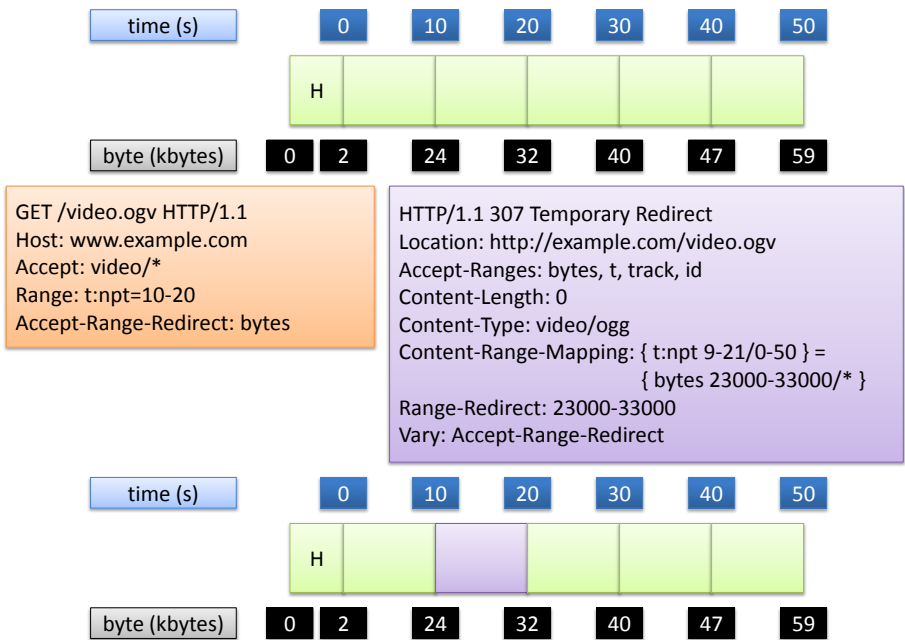 time (s) 0 10 20 30 40 50
H
byte (kbytes) 0 2 24 32 40 47 59
GET /video.ogv HTTP/1.1
Host: www.example.com
Accept: video/*
Range: t:npt=10-20
Accept-Range-Redirect: bytes
HTTP/1.1 307 Temporary Redirect
Location: http://example.com/video.ogv
Accept-Ranges: bytes, t, track, id
Content-Length: 0
Content-Type: video/ogg
Content-Range-Mapping: { t:npt 9-21/0-50 } =
{ bytes 23000-33000/* }
Range-Redirect: 23000-33000
Vary: Accept-Range-Redirect
time (s) 0 10 20 30 40 50
H
byte (kbytes) 0 2 24 32 40 47 59